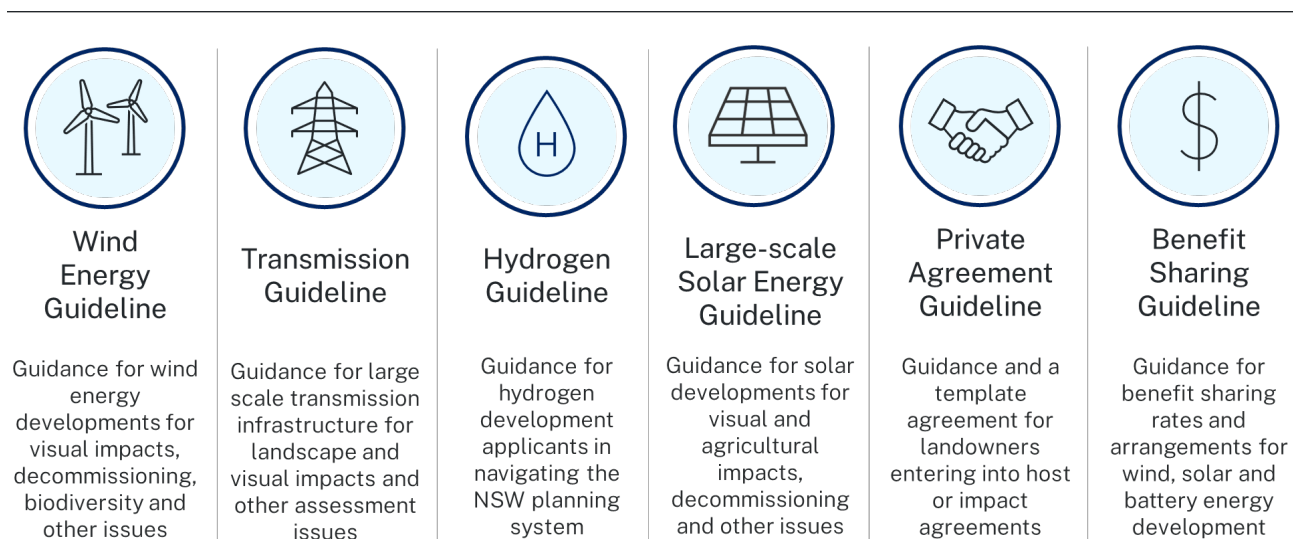 Wind
Energy
Guideline
Guidance for wind
energy
developments for
visual impacts,
decommissioning,
biodiversity and
other issues
Transmission
Guideline
Guidance for large
scale transmission
infrastructure for
landscape and
visual impacts and
other assessment
issues
H
Hydrogen
Guideline
Guidance for
hydrogen
development
applicants in
navigating the
NSW planning
system
Large-scale
Solar Energy
Guideline
Guidance for solar
developments for
visual and
agricultural
impacts,
decommissioning
and other issues
Private
Agreement
Guideline
Guidance and a
template
agreement for
landowners
entering into host
or impact
agreements
$
Benefit
Sharing
Guideline
Guidance for
benefit sharing
rates and
arrangements for
wind, solar and
battery energy
development